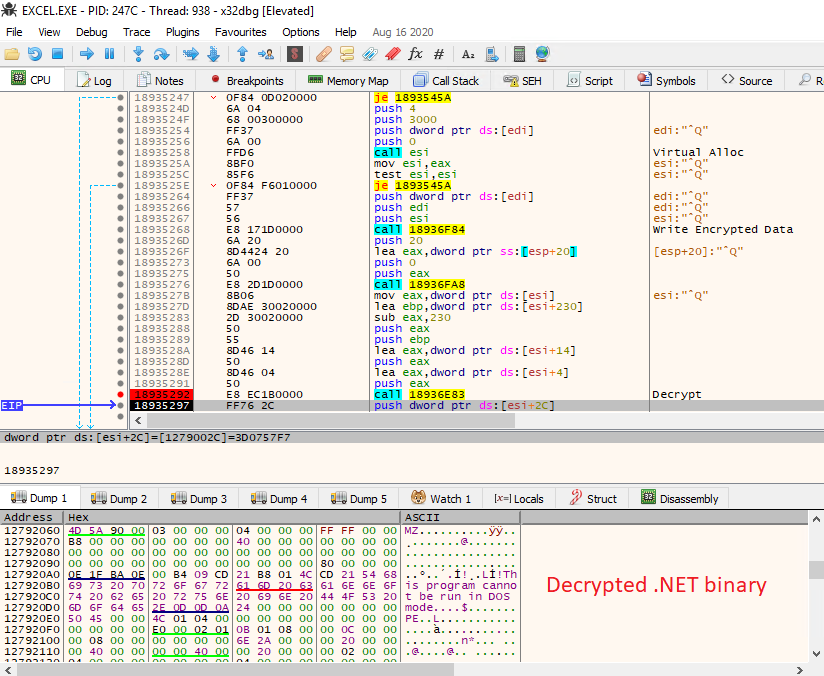 EXCEL.EXE - PID: 247C - Thread: 938 - x32dbg [Elevated]
File View Debug Trace Plugins Favourites Options Help Aug 16 2020
CPU Log Notes Breakpoints Memory Map Call Stack SEH Script Symbols Source R
18935247 0F84 0D020000 je 1893545A
1893524D 6A 04 push 4
1893524F 68 00300000 push 3000
18935254 FF37 push dword ptr ds:[edi] edi:"ˆQ"
18935256 6A 00 push 0
18935258 FFD6 call esi Virtual Alloc
1893525A 8BF0 mov esi,eax esi:"ˆQ"
1893525C 85F6 test esi,esi esi:"ˆQ"
1893525E 0F84 F6010000 je 1893545A
18935264 FF37 push dword ptr ds:[edi] edi:"ˆQ"
18935266 57 push edi edi:"ˆQ"
18935267 56 push esi esi:"ˆQ"
18935268 E8 171D0000 call 18936F84 Write Encrypted Data
1893526D 6A 20 push 20
1893526F 8D4424 20 lea eax,dword ptr ss:[esp+20] [esp+20]:"ˆQ"
18935273 6A 00 push 0
18935275 50 push eax
18935276 E8 2D1D0000 call 18936FA8
1893527B 8B06 mov eax,dword ptr ds:[esi] esi:"ˆQ"
1893527D 8DAE 30020000 lea ebp,dword ptr ds:[esi+230]
18935283 2D 30020000 sub eax,230
18935288 50 push eax
18935289 55 push ebp
1893528A 8D46 14 lea eax,dword ptr ds:[esi+14]
1893528D 50 push eax
1893528E 8D46 04 lea eax,dword ptr ds:[esi+4]
18935291 50 push eax
18935292 E8 EC1B0000 call 18936E83 Decrypt
EIP 18935297 FF76 2C push dword ptr ds:[esi+2C]
dword ptr ds:[esi+2C]=[1279002C]=3D0757F7
18935297
Dump 1 Dump 2 Dump 3 Dump 4 Dump 5 Watch 1 [x=] Locals Struct Disassembly
Address Hex ASCII
12792060 4D 5A 90 00 03 00 00 00 04 00 00 00 FF FF 00 00 MZ..........ÿÿ..
12792070 B8 00 00 00 00 00 00 00 40 00 00 00 00 00 00 00 ........@.......
12792080 00 00 00 00 00 00 00 00 00 00 00 00 00 00 00 00 ................
12792090 00 00 00 00 00 00 00 00 00 00 00 00 80 00 00 00 ................
127920A0 0E 1F BA 0E 00 B4 09 CD 21 B8 01 4C CD 21 54 68 ..º..´.Í!¸.LÍ!Th
127920B0 69 73 20 70 72 6F 67 72 61 6D 20 63 61 6E 6E 6F is program canno
127920C0 74 20 62 65 20 72 75 6E 20 69 6E 20 44 4F 53 20 t be run in DOS
127920D0 6D 6F 64 65 2E 0D 0D 0A 24 00 00 00 00 00 00 00 mode....$.......
127920E0 50 45 00 00 4C 01 04 00 PE..L...
127920F0 00 00 00 00 E0 00 02 01 0B 01 08 00 00 0C 00 00 ....à...........
12792100 00 08 00 00 00 00 00 00 6E 2A 00 00 00 20 00 00 ........n*... ..
12792110 00 40 00 00 00 00 40 00 00 20 00 00 00 02 00 00 .@....@.. ......
Decrypted .NET binary